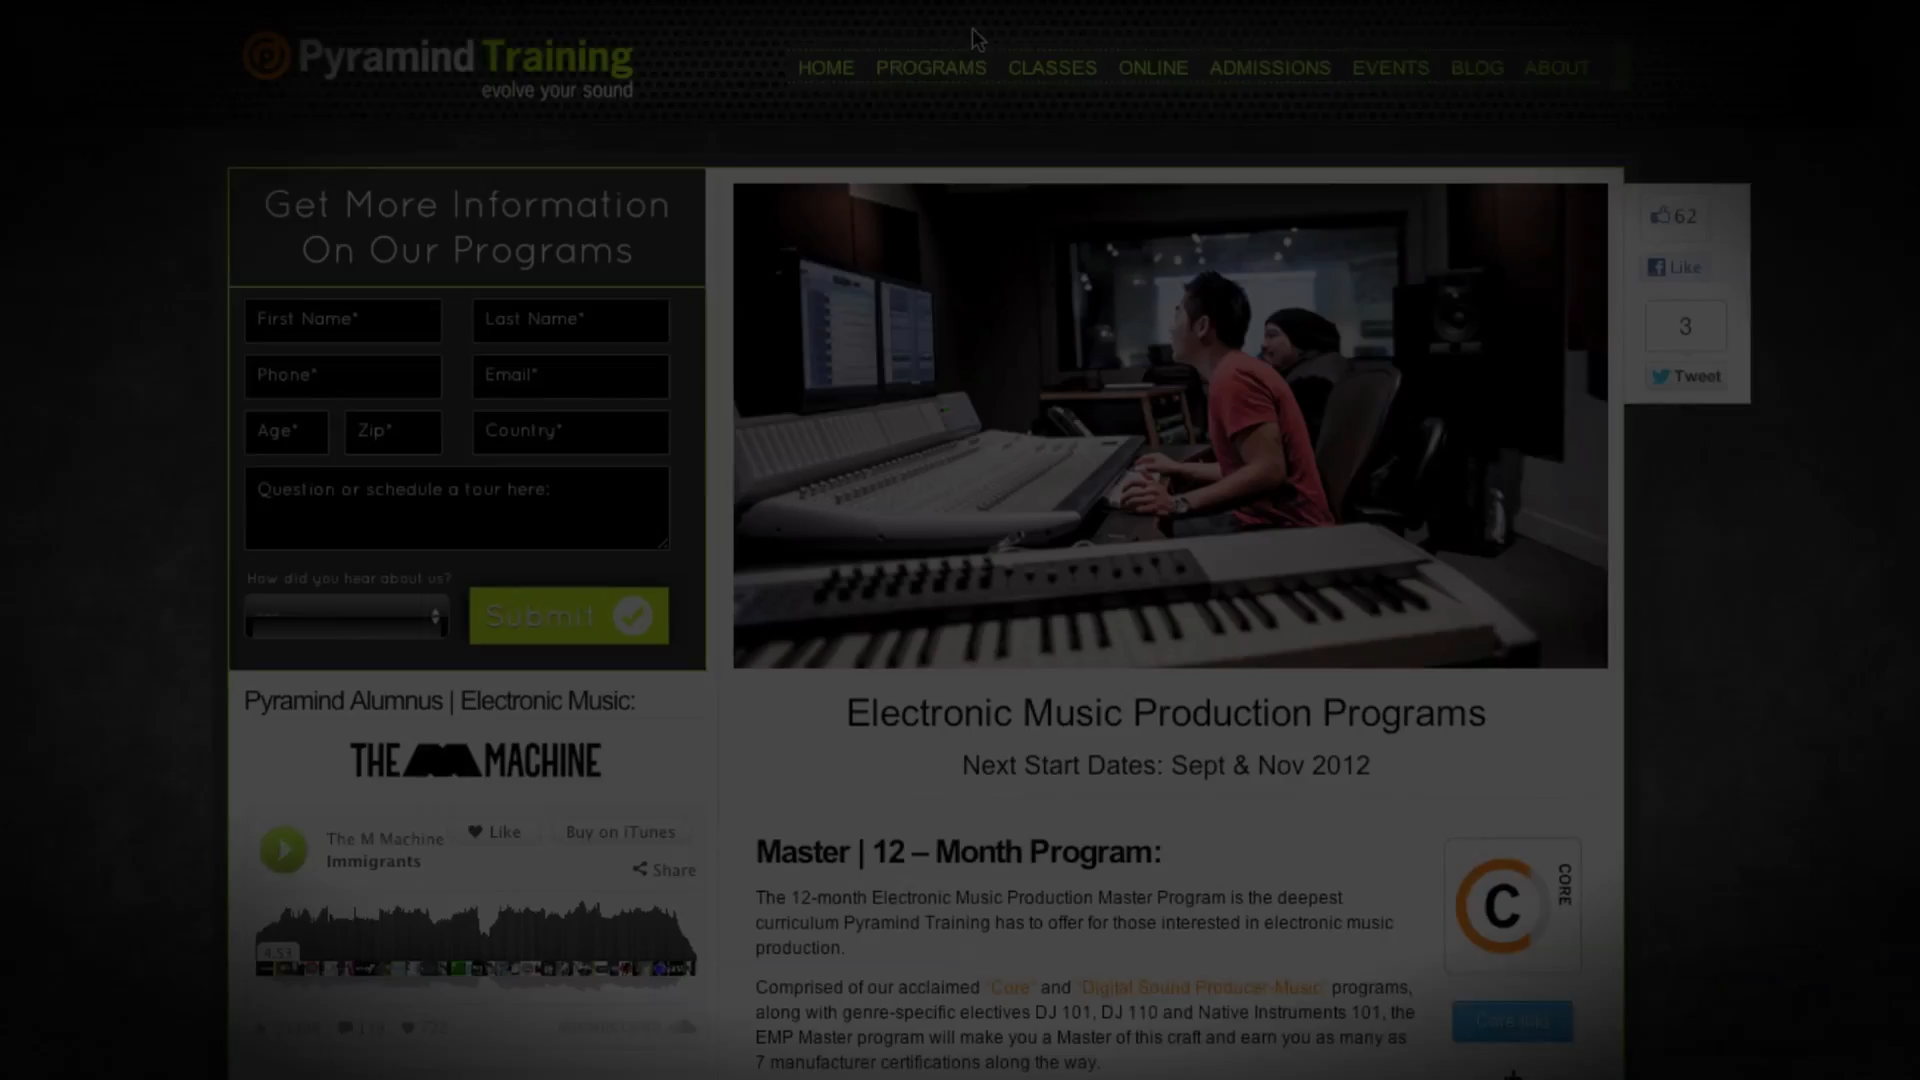 Pyramind Training
evolve your sound
HOME PROGRAMS CLASSES ONLINE ADMISSIONS EVENTS BLOG ABOUT
Get More Information
On Our Programs
First Name* Last Name*
Phone* Email*
Age* Zip* Country*
Question or schedule a tour here:
How did you hear about us?
Submit
62
Like
3
Tweet
Pyramind Alumnus | Electronic Music:
THE M MACHINE
The M Machine
Immigrants
Like
Buy on iTunes
Share
4:53
Electronic Music Production Programs
Next Start Dates: Sept & Nov 2012
Master | 12 – Month Program:
The 12-month Electronic Music Production Master Program is the deepest
curriculum Pyramind Training has to offer for those interested in electronic music
production.
Comprised of our acclaimed "Core" and "Digital Sound Producer-Music" programs,
along with genre-specific electives DJ 101, DJ 110 and Native Instruments 101, the
EMP Master program will make you a Master of this craft and earn you as many as
7 manufacturer certifications along the way.
C CORE
Core Info
+